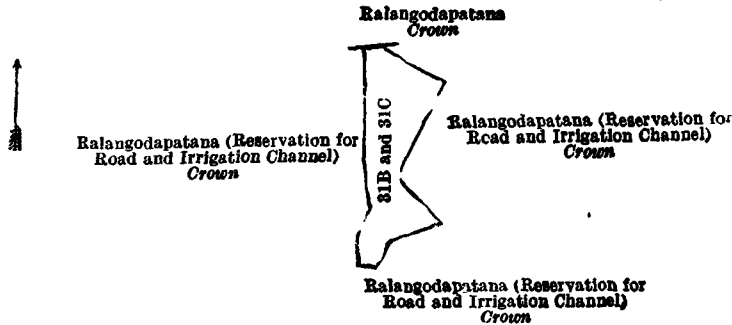 Ralangodapatana
Crown
Ralangodapatana (Reservation for
Road and Irrigation Channel)
Crown
31B and 31C
Ralangodapatana (Reservation for
Road and Irrigation Channel)
Crown
Ralangodapatana (Reservation for
Road and Irrigation Channel)
Crown